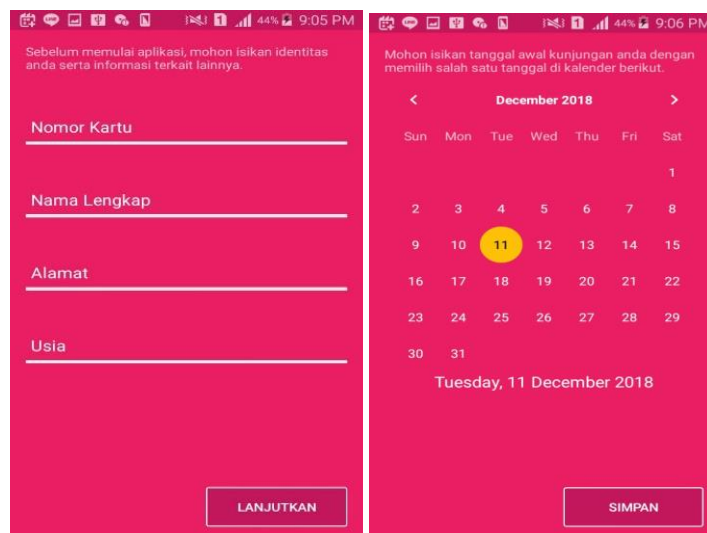 44% 9:05 PM
Sebelum memulai aplikasi, mohon isikan identitas
anda serta informasi terkait lainnya.
Nomor Kartu
Nama Lengkap
Alamat
Usia
LANJUTKAN
44% 9:06 PM
Mohon isikan tanggal awal kunjungan anda dengan
memilih salah satu tanggal di kalender berikut.
< December 2018 >
Sun Mon Tue Wed Thu Fri Sat
1
2 3 4 5 6 7 8
9 10 11 12 13 14 15
16 17 18 19 20 21 22
23 24 25 26 27 28 29
30 31
Tuesday, 11 December 2018
SIMPAN